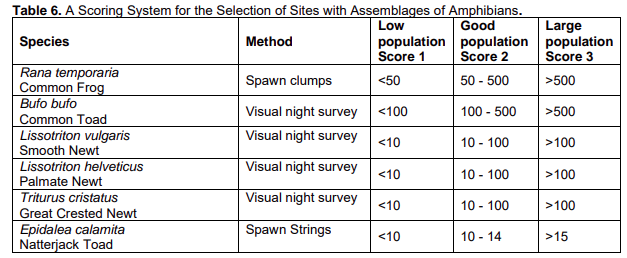 Table 6. A Scoring System for the Selection of Sites with Assemblages of Amphibians.
Species Method Low population Score 1 Good population Score 2 Large population Score 3
Rana temporaria
Common Frog Spawn clumps <50 50 - 500 >500
Bufo bufo
Common Toad Visual night survey <100 100 - 500 >500
Lissotriton vulgaris Visual night survey
Smooth Newt <10 10 - 100 >100
Lissotriton helveticus Visual night survey
Palmate Newt <10 10 - 100 >100
Triturus cristatus Visual night survey
Great Crested Newt <10 10 - 100 >100
Epidalea calamita Spawn Strings
Natterjack Toad <10 10 - 14 >15